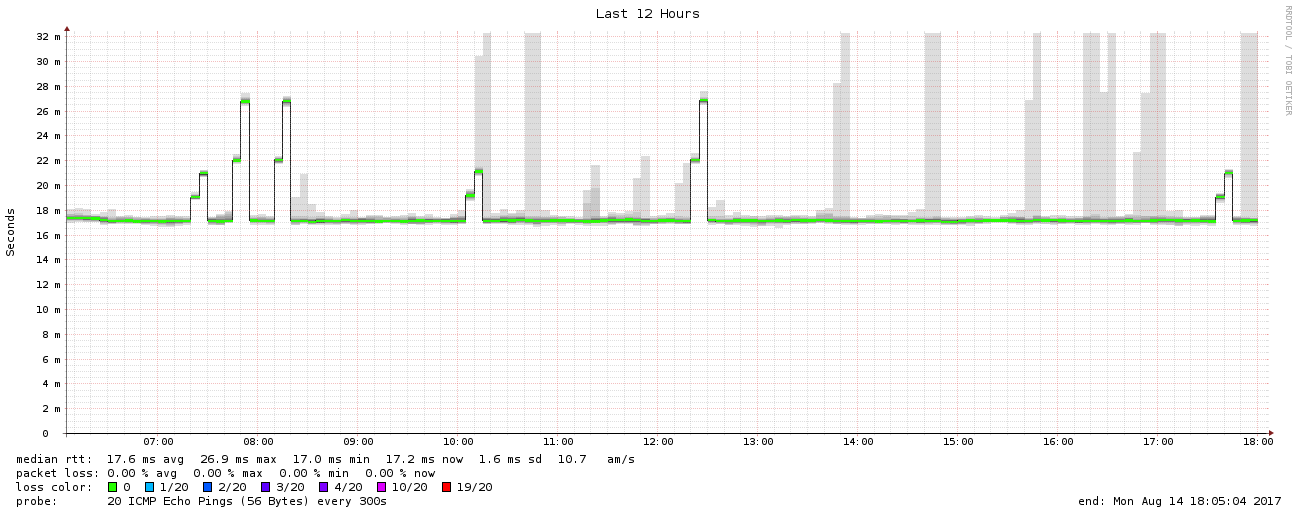 Last 12 Hours
RRDTOOL / TOBI OETIKER
Seconds
32 m
30 m
28 m
26 m
24 m
22 m
20 m
18 m
16 m
14 m
12 m
10 m
8 m
6 m
4 m
2 m
0
07:00 08:00 09:00 10:00 11:00 12:00 13:00 14:00 15:00 16:00 17:00 18:00
median rtt: 17.6 ms avg 26.9 ms max 17.0 ms min 17.2 ms now 1.6 ms sd 10.7 am/s
packet loss: 0.00 % avg 0.00 % max 0.00 % min 0.00 % now
loss color: 0 1/20 2/20 3/20 4/20 10/20 19/20
probe: 20 ICMP Echo Pings (56 Bytes) every 300s end: Mon Aug 14 18:05:04 2017